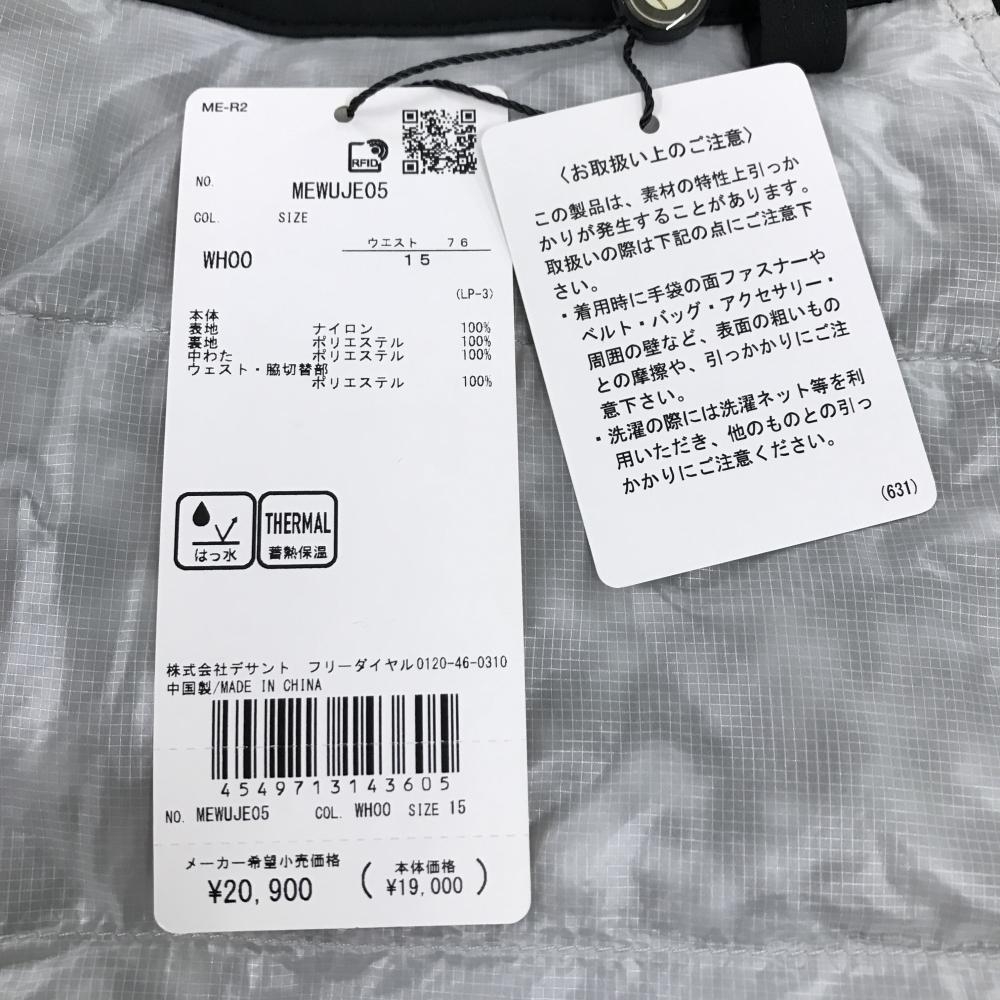 ME-R2
RFID
NO. MEWUJE05
COL. SIZE
ウエスト 76
WH00 15
(LP-3)
本体
表地 ナイロン 100%
裏地 ポリエステル 100%
中わた ポリエステル 100%
ウェスト・脇切替部
ポリエステル 100%
はっ水
THERMAL
蓄熱保温
株式会社デサント フリーダイヤル0120-46-0310
中国製/MADE IN CHINA
4549713143605
NO. MEWUJE05 COL. WH00 SIZE 15
メーカー希望小売価格
¥20,900
(本体価格
¥19,000)
〈お取扱い上のご注意〉
この製品は、素材の特性上引っか
かりが発生することがあります。
取扱いの際は下記の点にご注意下
さい。
・着用時に手袋の面ファスナーや
ベルト・バッグ・アクセサリー・
周囲の壁など、表面の粗いもの
との摩擦や、引っかかりにご注
意下さい。
・洗濯の際には洗濯ネット等を利
用いただき、他のものとの引っ
かかりにご注意ください。
(631)